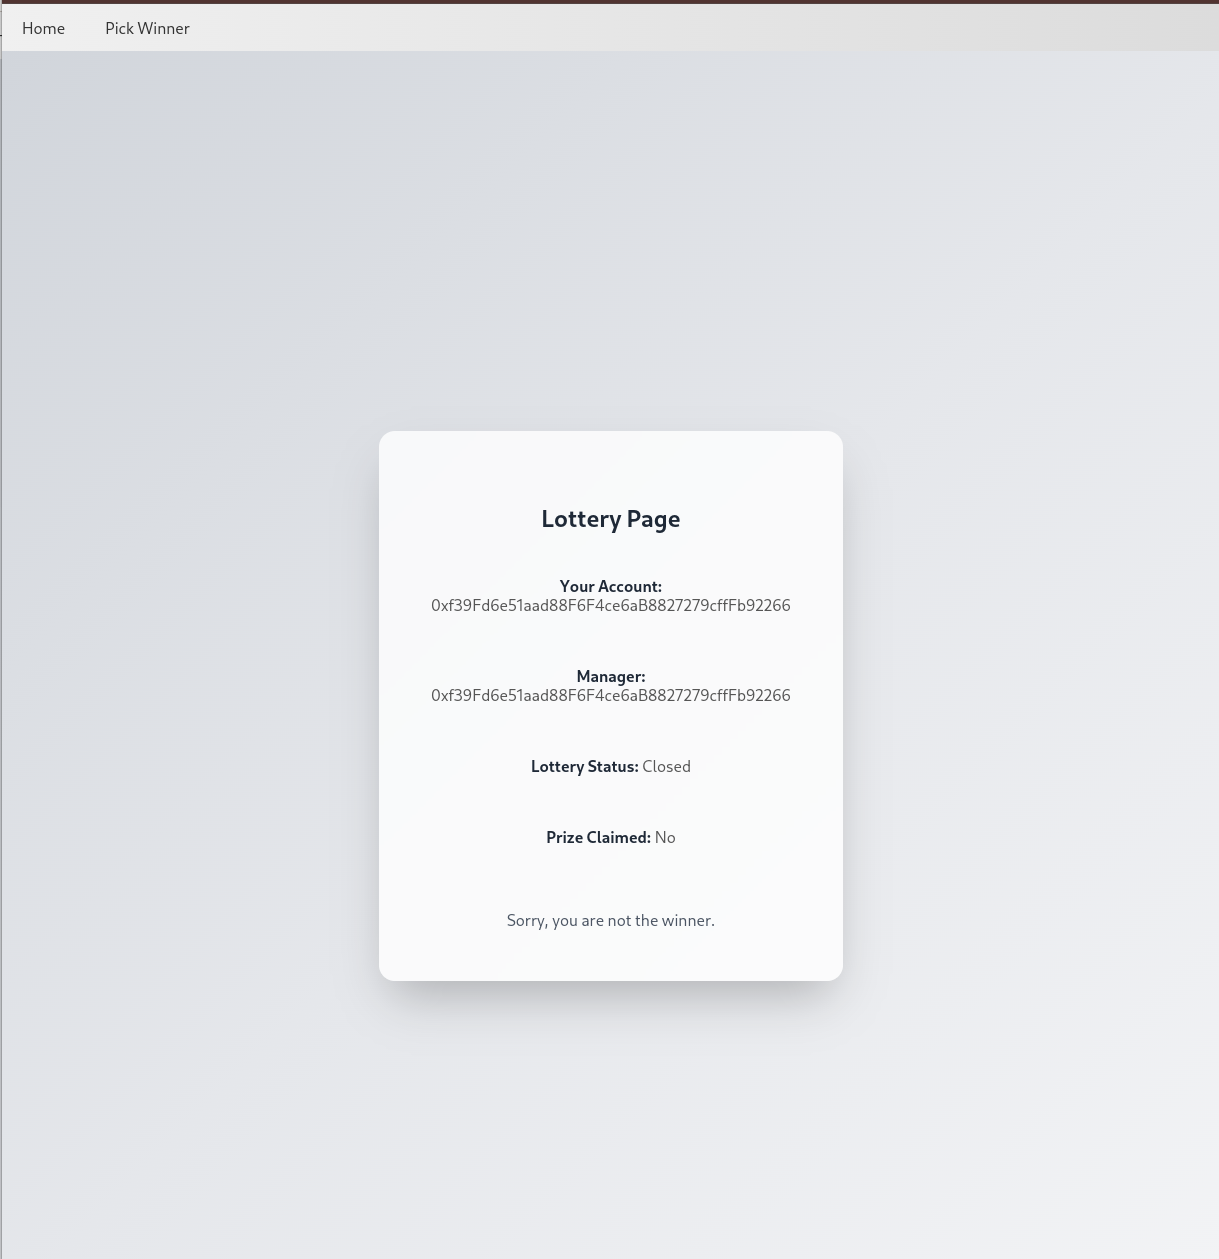 Home Pick Winner
Lottery Page
Your Account:
0xf39Fd6e51aad88F6F4ce6aB8827279cffFb92266
Manager:
0xf39Fd6e51aad88F6F4ce6aB8827279cffFb92266
Lottery Status: Closed
Prize Claimed: No
Sorry, you are not the winner.